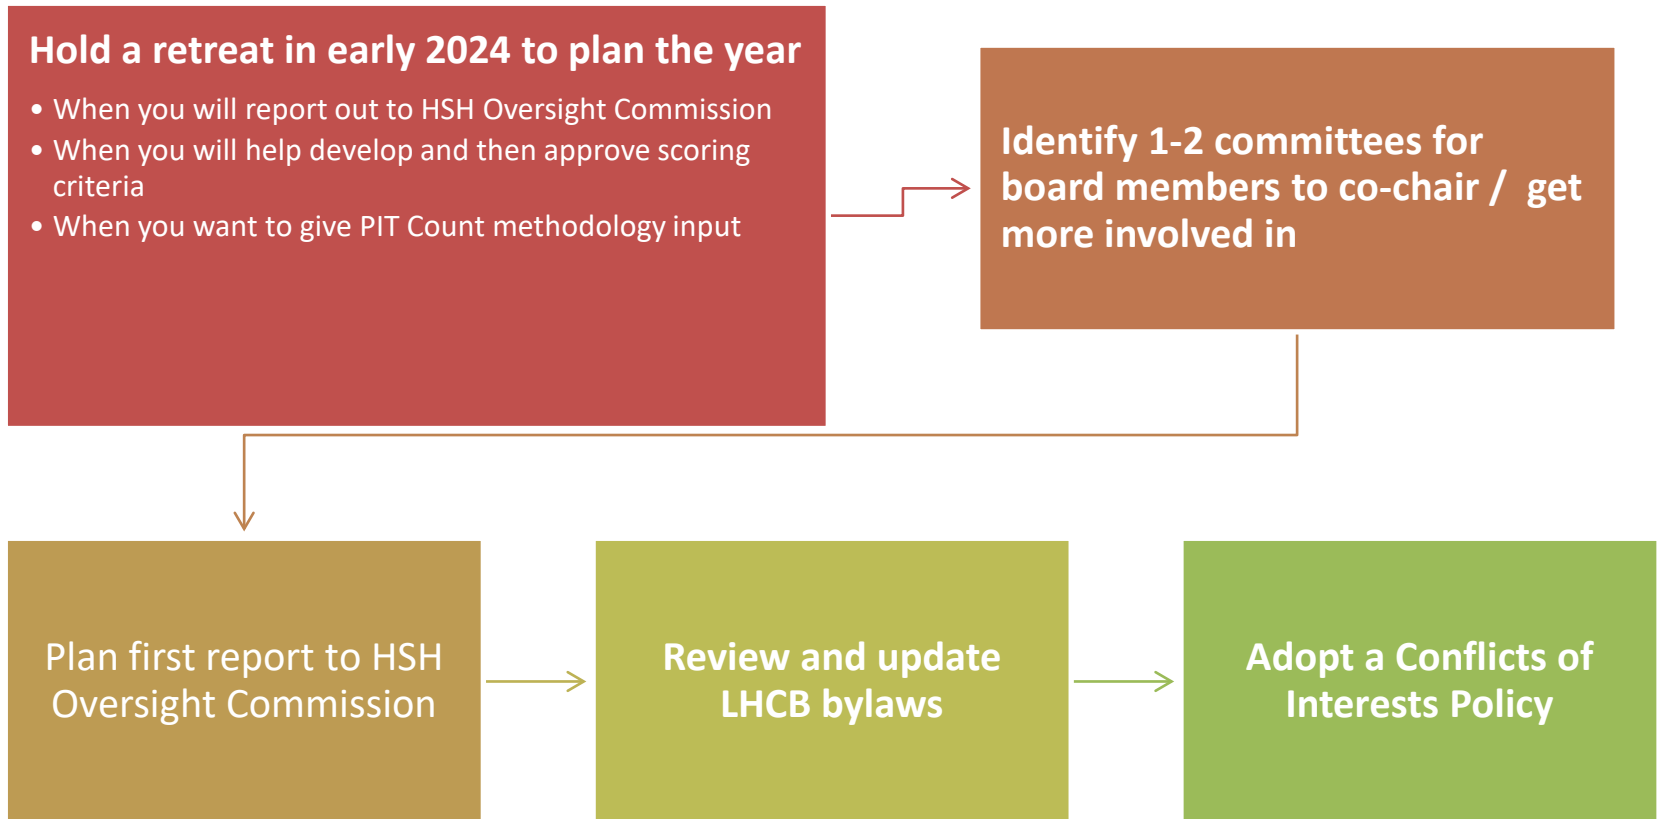 Hold a retreat in early 2024 to plan the year
• When you will report out to HSH Oversight Commission
• When you will help develop and then approve scoring
criteria
• When you want to give PIT Count methodology input
Identify 1-2 committees for
board members to co-chair /  get
more involved in
Plan first report to HSH
Oversight Commission
Review and update
LHCB bylaws
Adopt a Conflicts of
Interests Policy